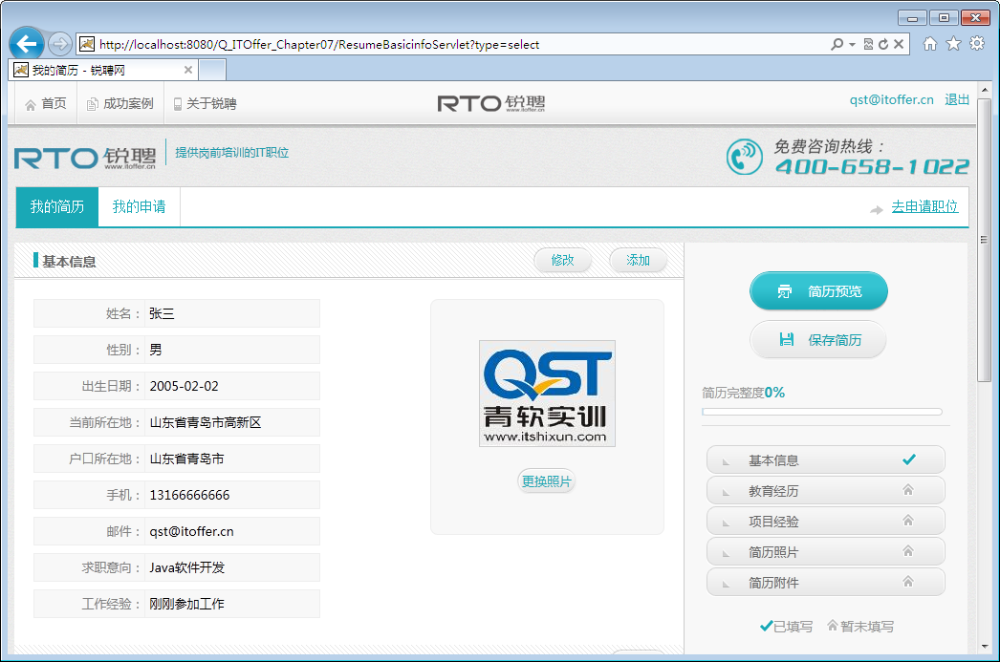 http://localhost:8080/Q_ITOffer_Chapter07/ResumeBasicinfoServlet?type=select
我的简历 - 锐聘网
首页 成功案例 关于锐聘 RTO 锐聘 www.itoffer.cn qst@itoffer.cn 退出
RTO 锐聘 www.itoffer.cn 提供岗前培训的IT职位 免费咨询热线：
400-658-1022
我的简历 我的申请 去申请职位
基本信息 修改 添加
姓名： 张三
性别： 男
出生日期： 2005-02-02
当前所在地： 山东省青岛市高新区
户口所在地： 山东省青岛市
手机： 13166666666
邮件： qst@itoffer.cn
求职意向： Java软件开发
工作经验： 刚刚参加工作
QST
青软实训
www.itshixun.com
更换照片
简历预览
保存简历
简历完整度0%
基本信息
教育经历
项目经验
简历照片
简历附件
已填写 暂未填写